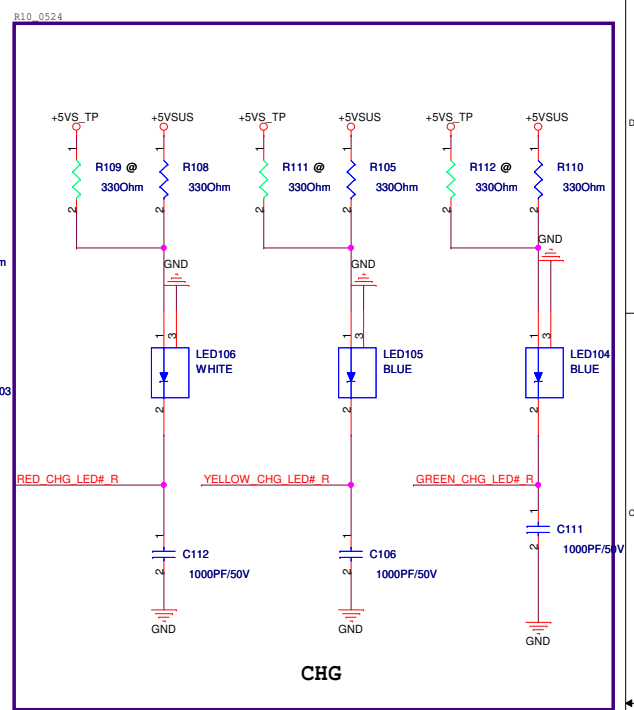 R10_0524
+5VS_TP +5VSUS +5VS_TP +5VSUS +5VS_TP +5VSUS
D
1 1 1 1 1 1
R109 @ R108 R111 @ R105 R112 @ R110
330Ohm 330Ohm 330Ohm 330Ohm 330Ohm 330Ohm
2 2 2 2 2 2
GND
m GND GND
1 3 1 3 1 3
LED106 LED105 LED104
WHITE BLUE BLUE
03
2 2 2
RED_CHG_LED#_R YELLOW_CHG_LED#_R GREEN_CHG_LED#_R
C
1
1 1 C111
C112 C106 2 1000PF/50V
2 1000PF/50V 2 1000PF/50V
GND GND GND
CHG